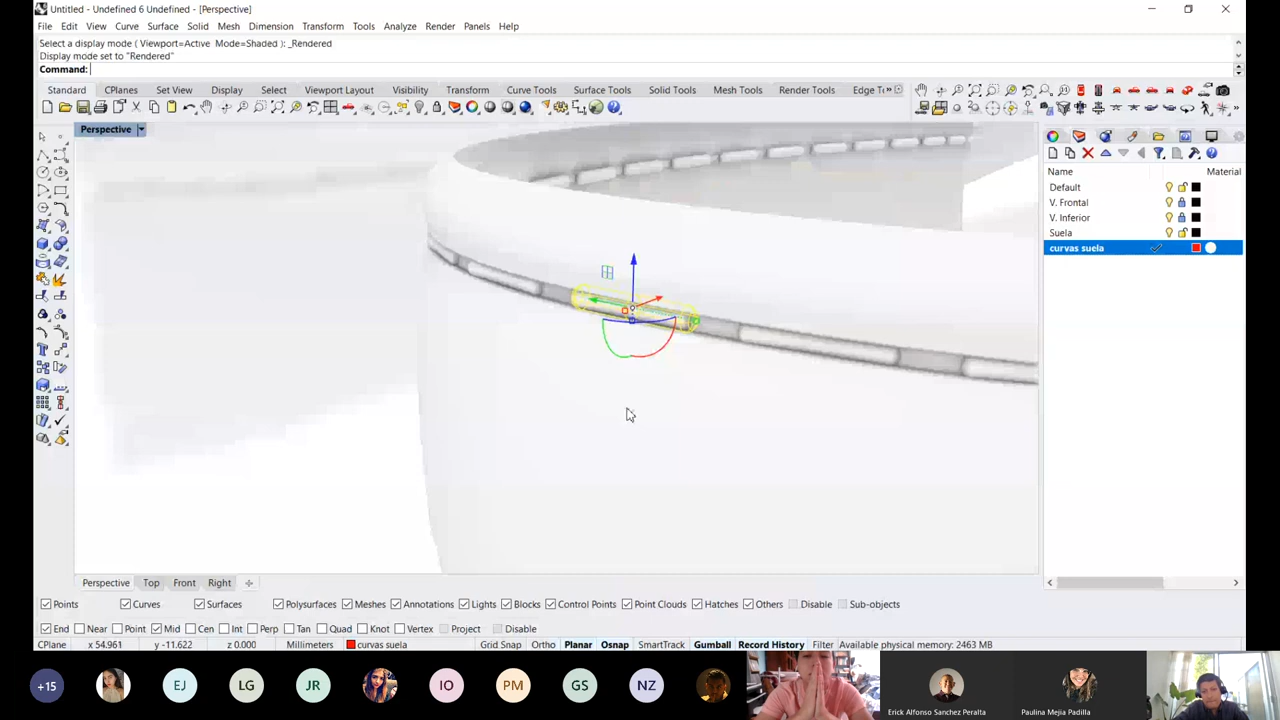 Untitled - Undefined 6 Undefined - [Perspective]
File Edit View Curve Surface Solid Mesh Dimension Transform Tools Analyze Render Panels Help
Select a display mode ( Viewport=Active Mode=Shaded ): _Rendered
Display mode set to "Rendered"
Command:
Standard CPlanes Set View Display Select Viewport Layout Visibility Transform Curve Tools Surface Tools Solid Tools Mesh Tools Render Tools Edge To»
Perspective
Name Material
Default
V. Frontal
V. Inferior
Suela
curvas suela
Perspective Top Front Right
Points Curves Surfaces Polysurfaces Meshes Annotations Lights Blocks Control Points Point Clouds Hatches Others Disable Sub-objects
End Near Point Mid Cen Int Perp Tan Quad Knot Vertex Project Disable
CPlane x 54.961 y -11.622 z 0.000 Millimeters curvas suela Grid Snap Ortho Planar Osnap SmartTrack Gumball Record History Filter Available physical memory: 2463 MB
+15 EJ LG JR IO PM GS NZ
Erick Alfonso Sanchez Peralta Paulina Mejia Padilla